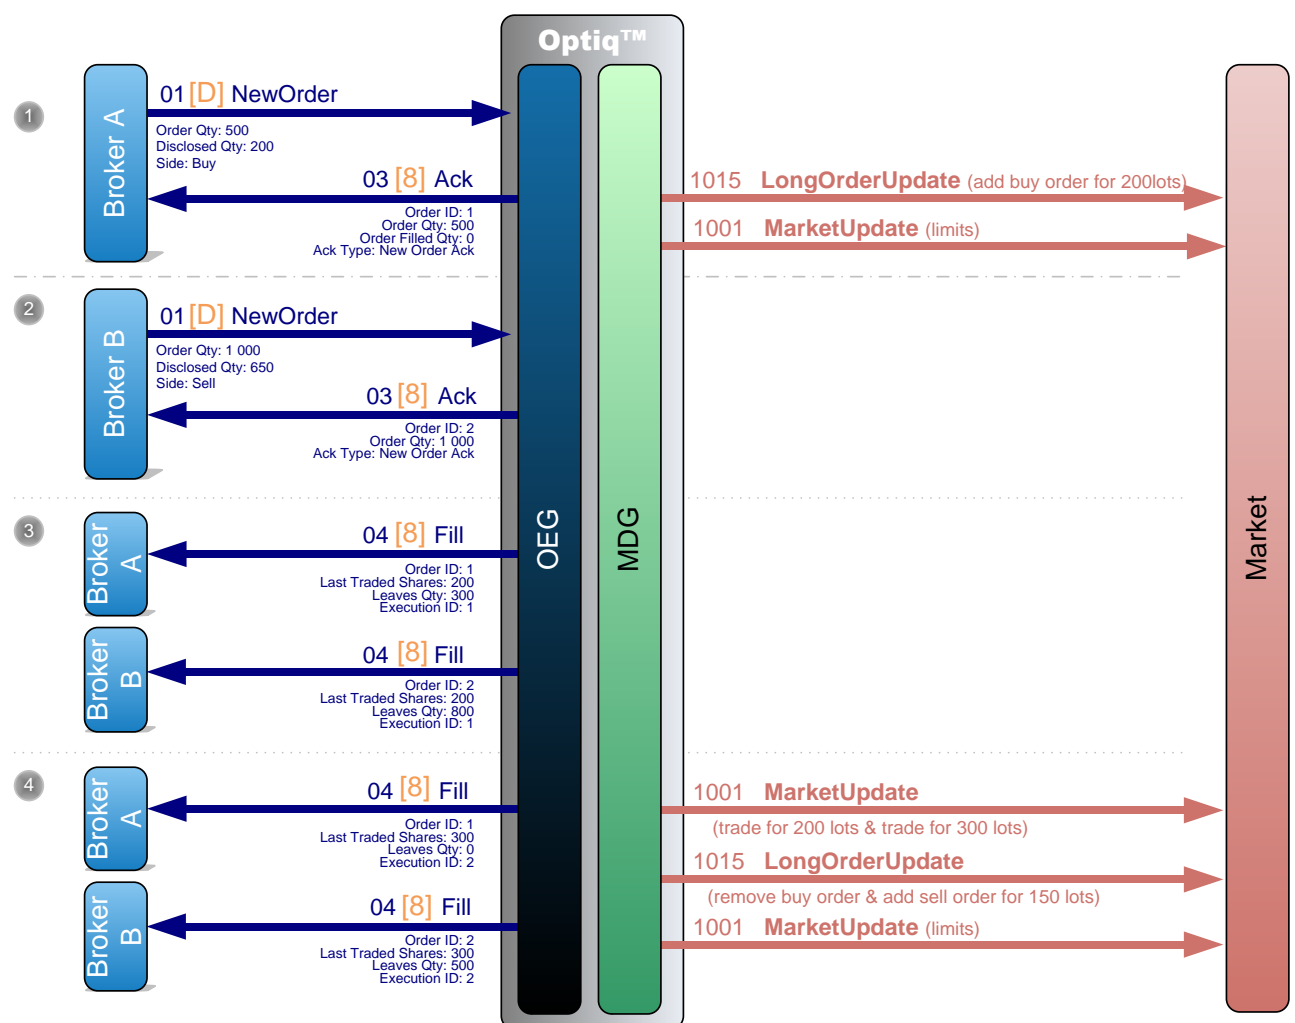 Optiq™
1
Broker A
01 [D] NewOrder
Order Qty: 500
Disclosed Qty: 200
Side: Buy
03 [8] Ack
Order ID: 1
Order Qty: 500
Order Filled Qty: 0
Ack Type: New Order Ack
1015 LongOrderUpdate (add buy order for 200lots)
1001 MarketUpdate (limits)
2
Broker B
01 [D] NewOrder
Order Qty: 1 000
Disclosed Qty: 650
Side: Sell
03 [8] Ack
Order ID: 2
Order Qty: 1 000
Ack Type: New Order Ack
OEG
MDG
Market
3
Broker
A
04 [8] Fill
Order ID: 1
Last Traded Shares: 200
Leaves Qty: 300
Execution ID: 1
Broker
B
04 [8] Fill
Order ID: 2
Last Traded Shares: 200
Leaves Qty: 800
Execution ID: 1
4
Broker
A
04 [8] Fill
Order ID: 1
Last Traded Shares: 300
Leaves Qty: 0
Execution ID: 2
1001 MarketUpdate
(trade for 200 lots & trade for 300 lots)
1015 LongOrderUpdate
(remove buy order & add sell order for 150 lots)
Broker
B
04 [8] Fill
Order ID: 2
Last Traded Shares: 300
Leaves Qty: 500
Execution ID: 2
1001 MarketUpdate (limits)